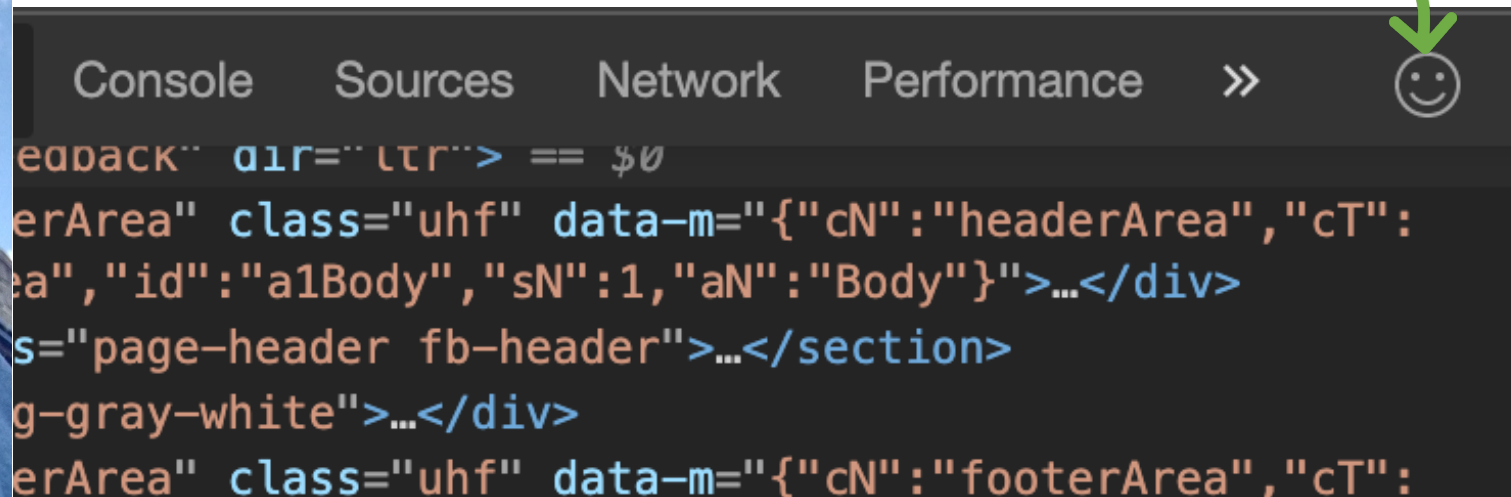 Console Sources Network Performance »
edback" dir="ltr"> == $0
erArea" class="uhf" data-m="{"cN":"headerArea","cT":
ea","id":"a1Body","sN":1,"aN":"Body"}">…</div>
s="page-header fb-header">…</section>
g-gray-white">…</div>
erArea" class="uhf" data-m="{"cN":"footerArea","cT":